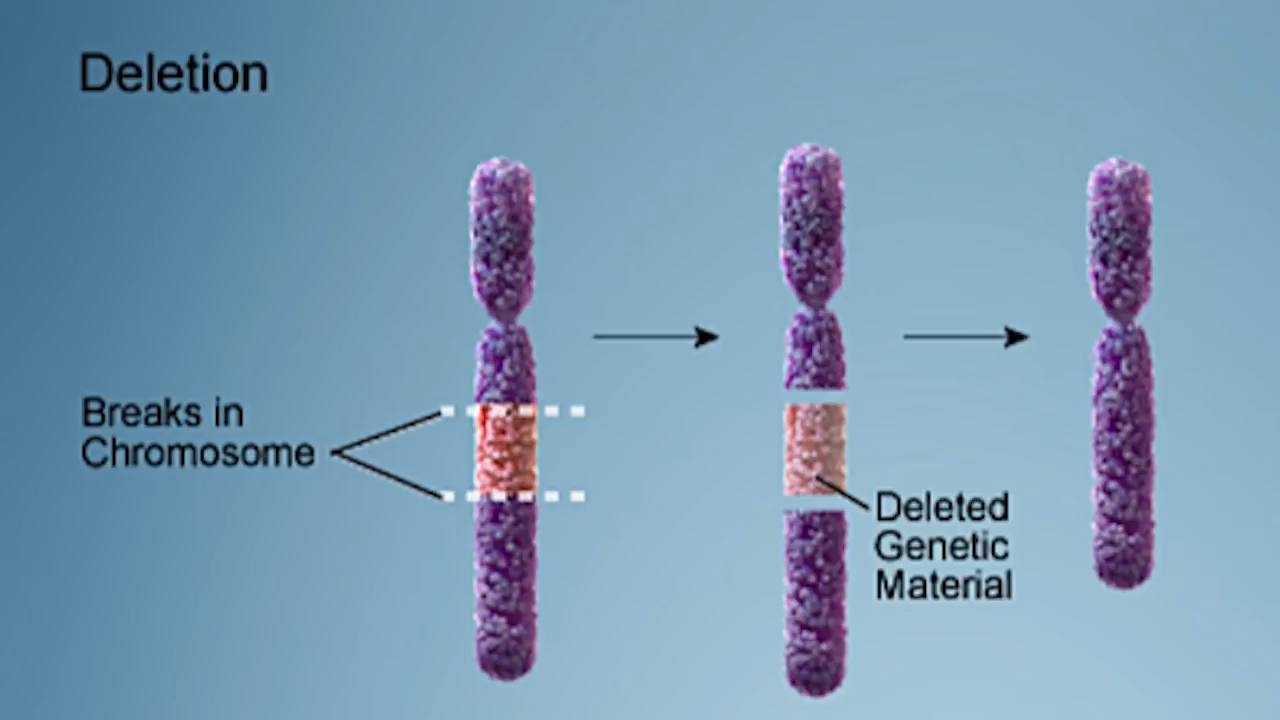 Deletion
Breaks in
Chromosome
Deleted
Genetic
Material